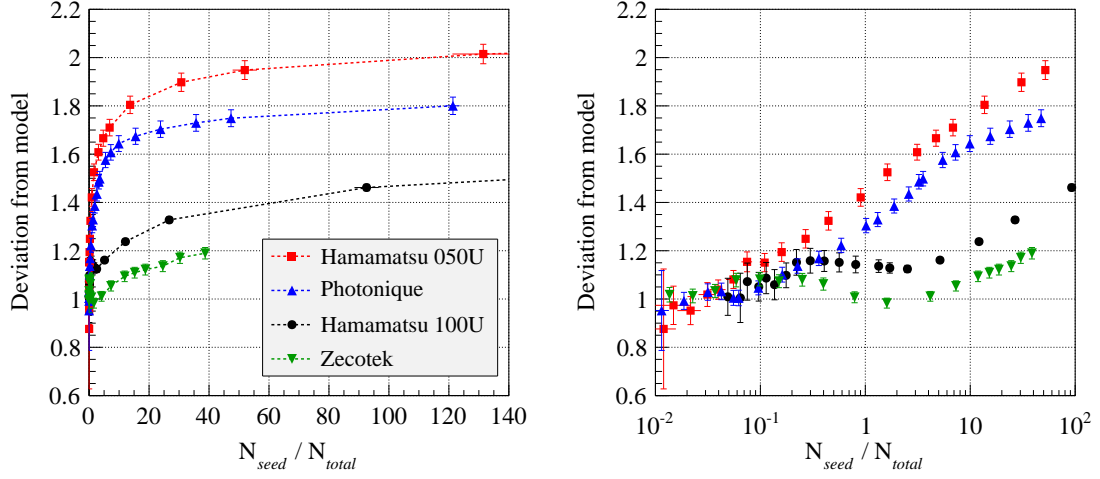 Deviation from model
2.2
2
1.8
1.6
1.4
1.2
1
0.8
0.6
0 20 40 60 80 100 120 140
N_seed / N_total
Hamamatsu 050U
Photonique
Hamamatsu 100U
Zecotek
Deviation from model
2.2
2
1.8
1.6
1.4
1.2
1
0.8
0.6
10^-2 10^-1 1 10 10^2
N_seed / N_total